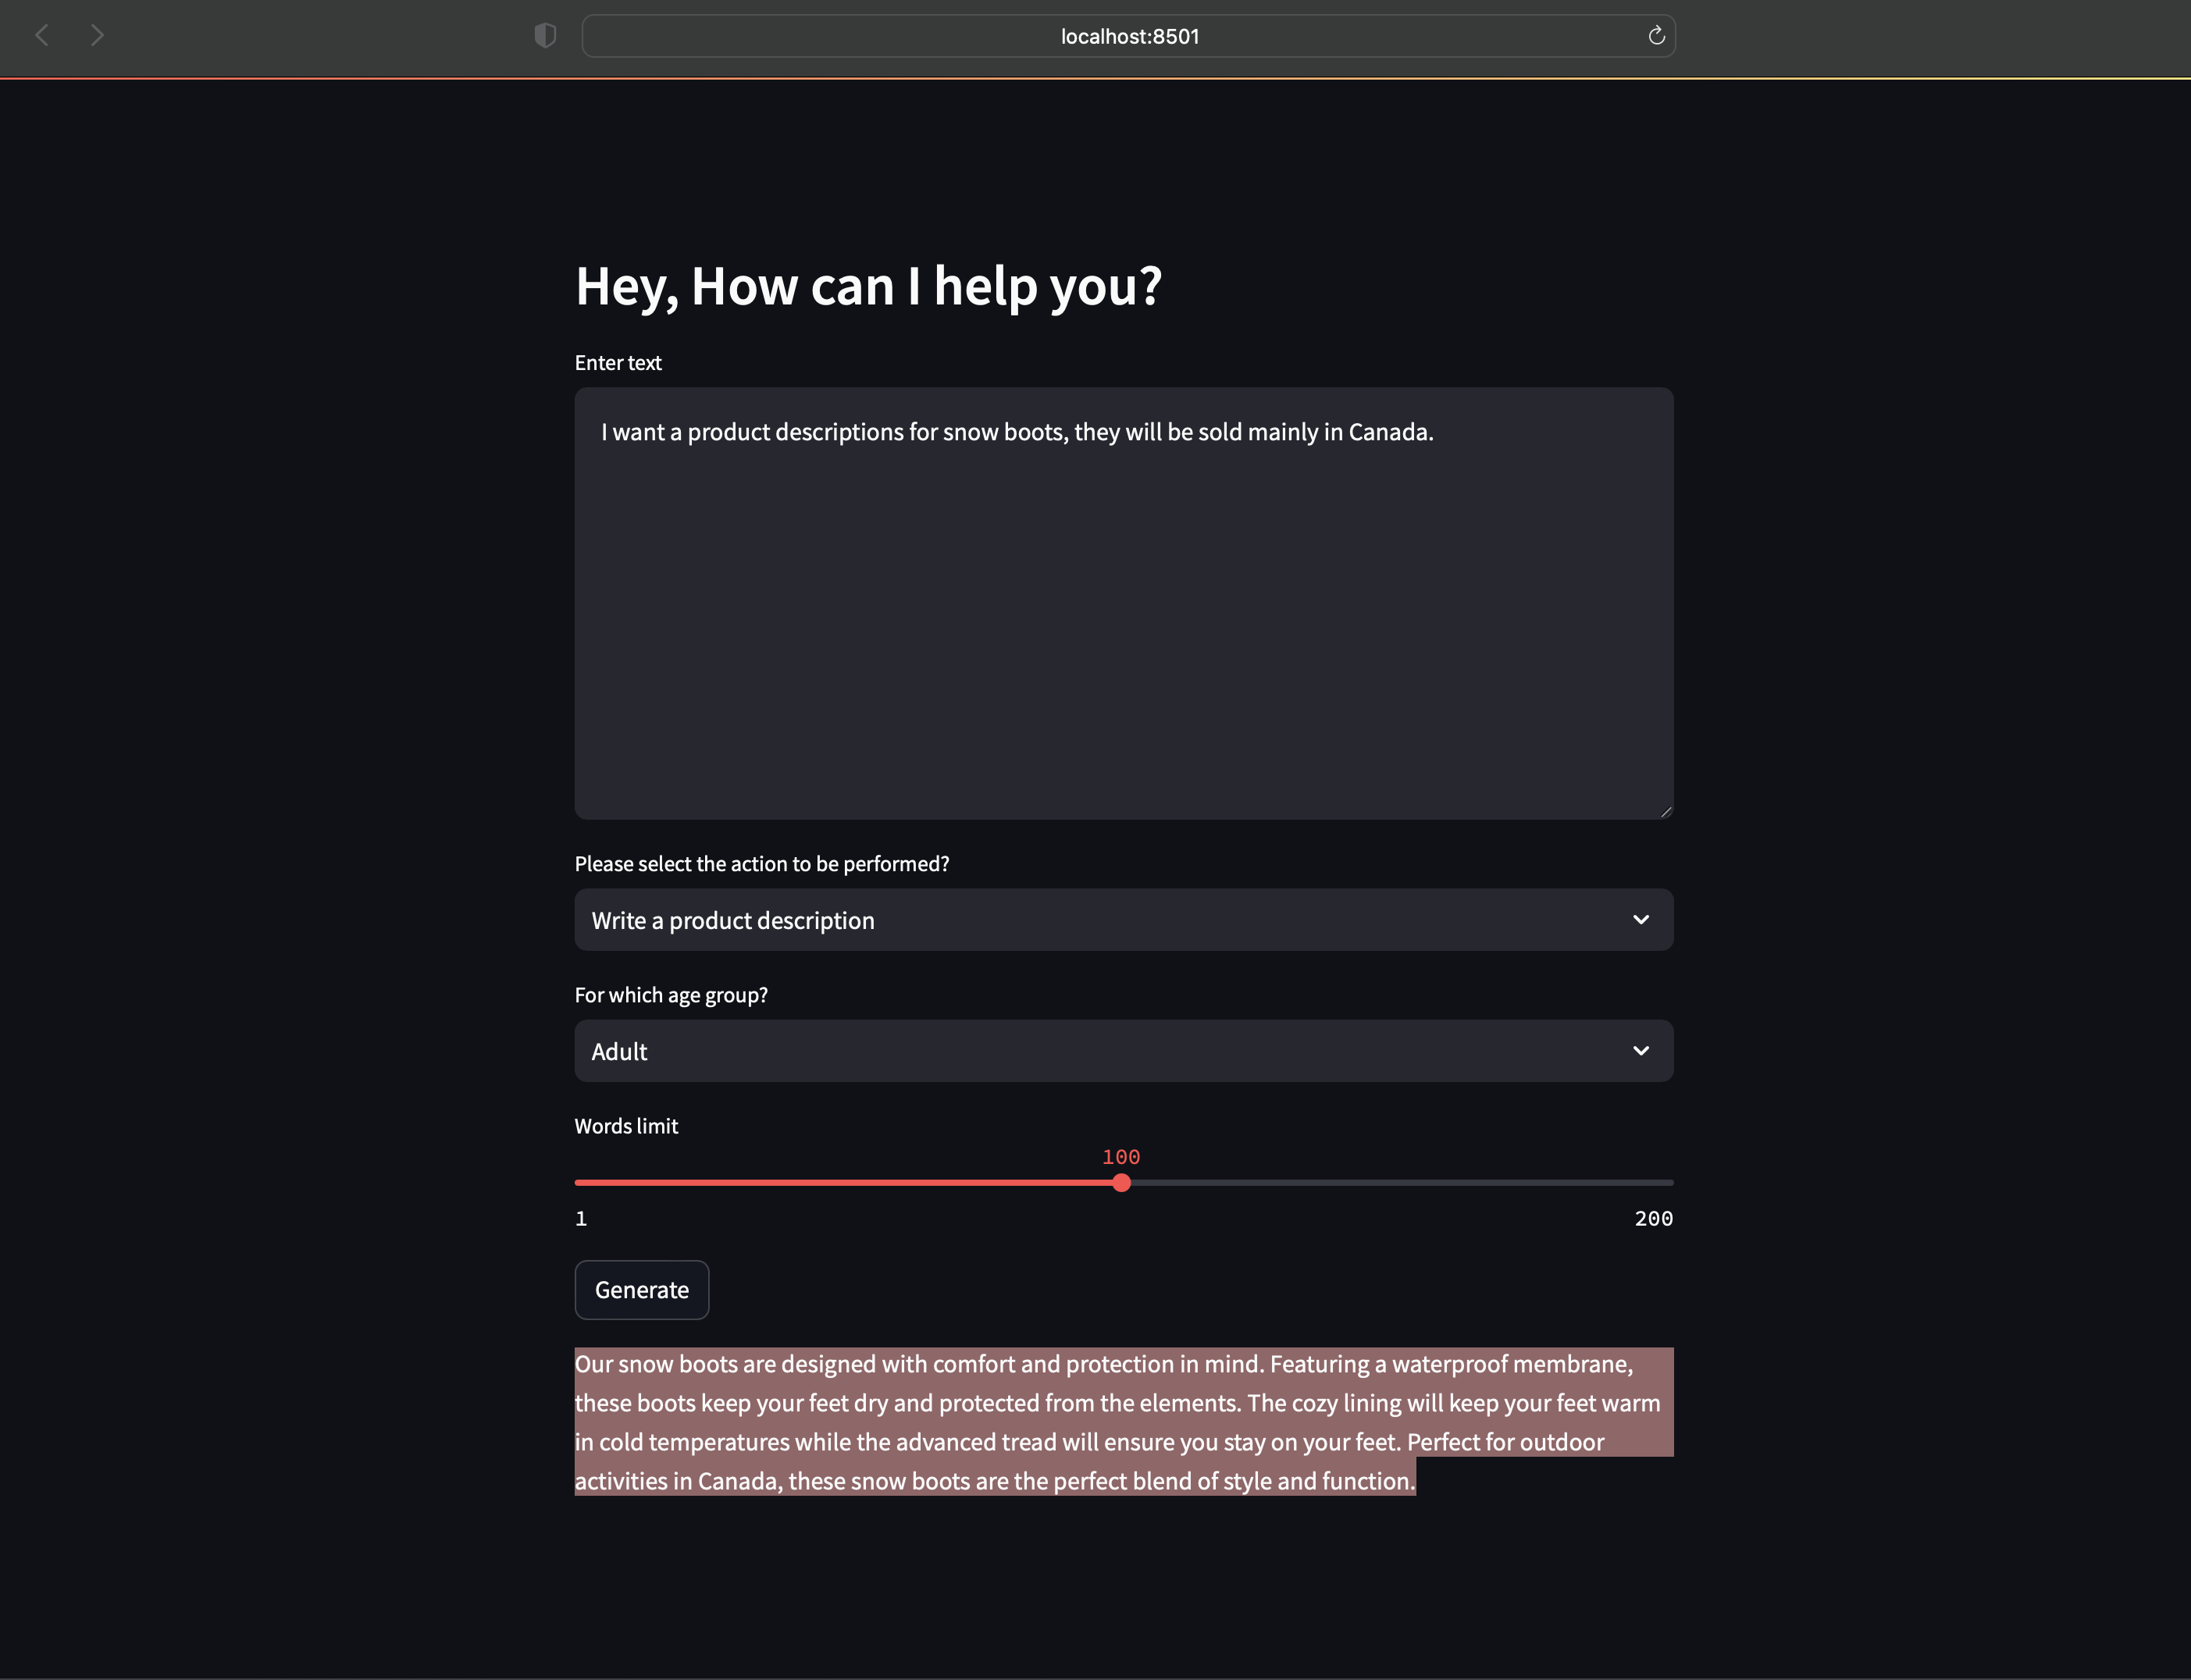 localhost:8501
Hey, How can I help you?
Enter text
I want a product descriptions for snow boots, they will be sold mainly in Canada.
Please select the action to be performed?
Write a product description
For which age group?
Adult
Words limit
100
1
200
Generate
Our snow boots are designed with comfort and protection in mind. Featuring a waterproof membrane,
these boots keep your feet dry and protected from the elements. The cozy lining will keep your feet warm
in cold temperatures while the advanced tread will ensure you stay on your feet. Perfect for outdoor
activities in Canada, these snow boots are the perfect blend of style and function.